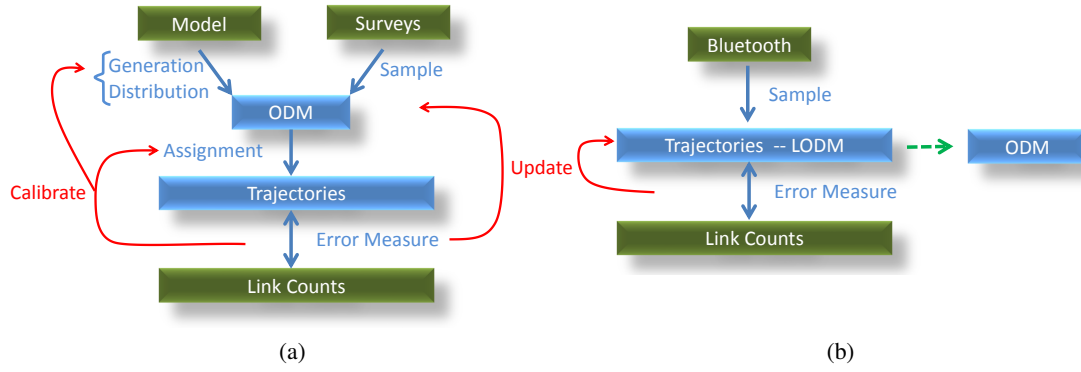 Model
Surveys
Generation
Distribution
Sample
ODM
Assignment
Calibrate
Trajectories
Error Measure
Update
Link Counts
(a)
Bluetooth
Sample
Trajectories -- LODM
ODM
Error Measure
Link Counts
(b)